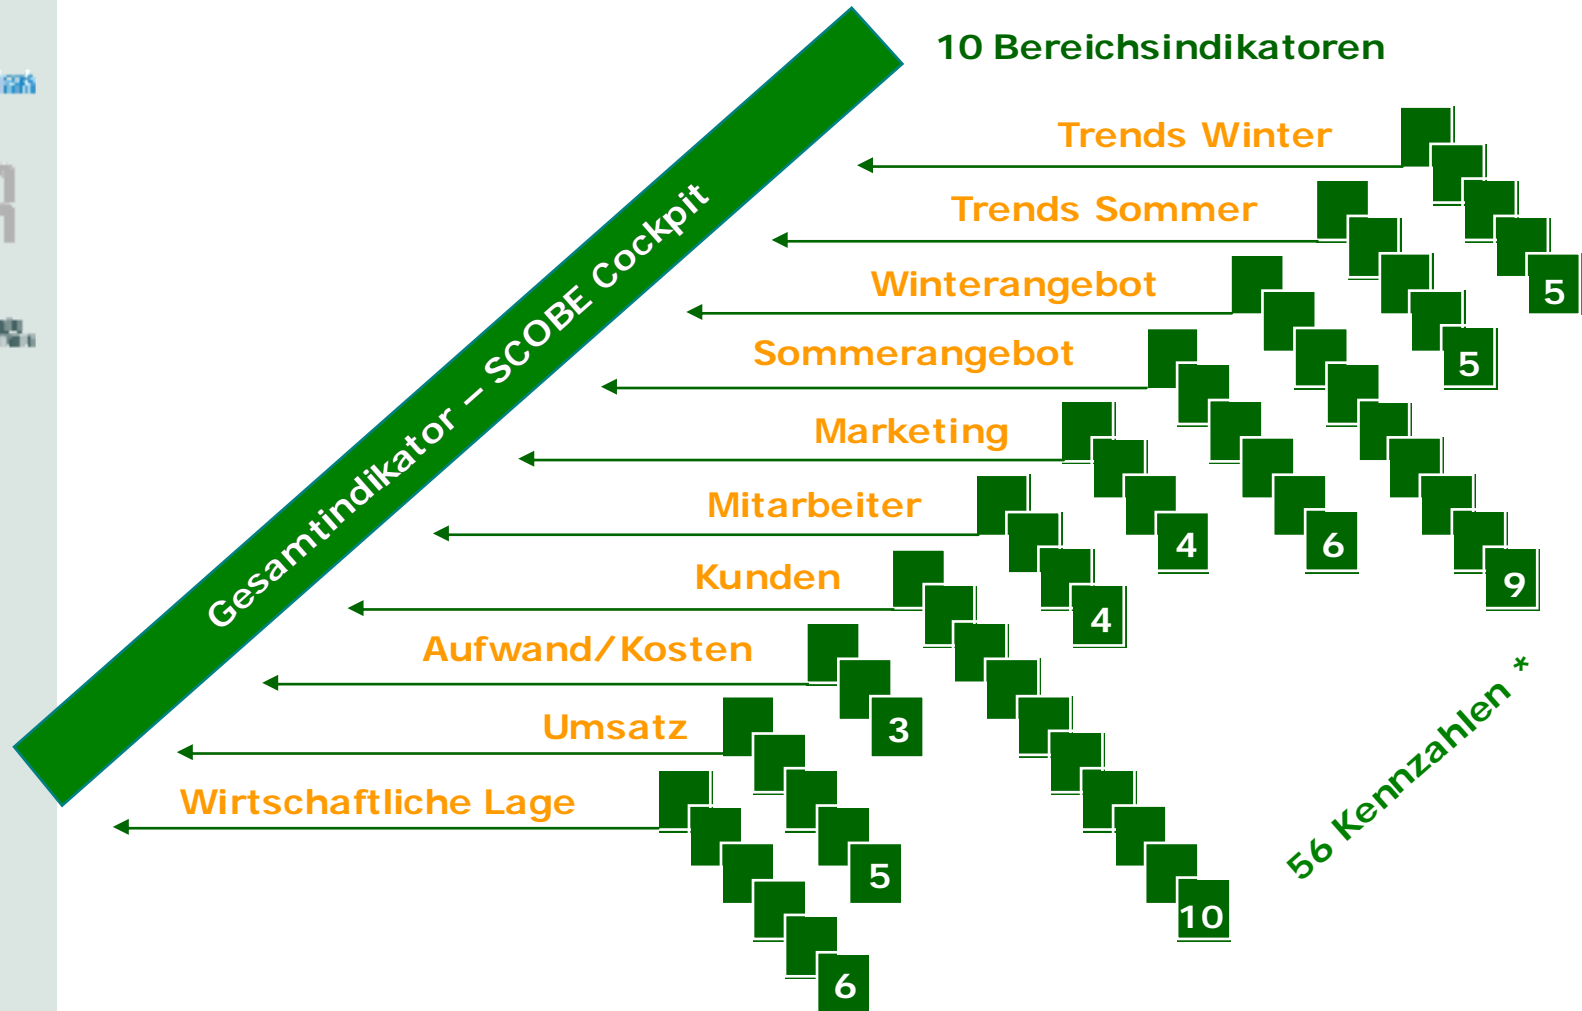 10 Bereichsindikatoren
Gesamtindikator – SCOBE Cockpit
Trends Winter
5
Trends Sommer
5
Winterangebot
9
Sommerangebot
6
Marketing
4
Mitarbeiter
4
Kunden
10
Aufwand/Kosten
3
Umsatz
5
Wirtschaftliche Lage
6
56 Kennzahlen *